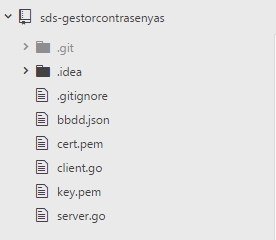 sds-gestorcontrasenyas
.git
.idea
.gitignore
bbdd.json
cert.pem
client.go
key.pem
server.go